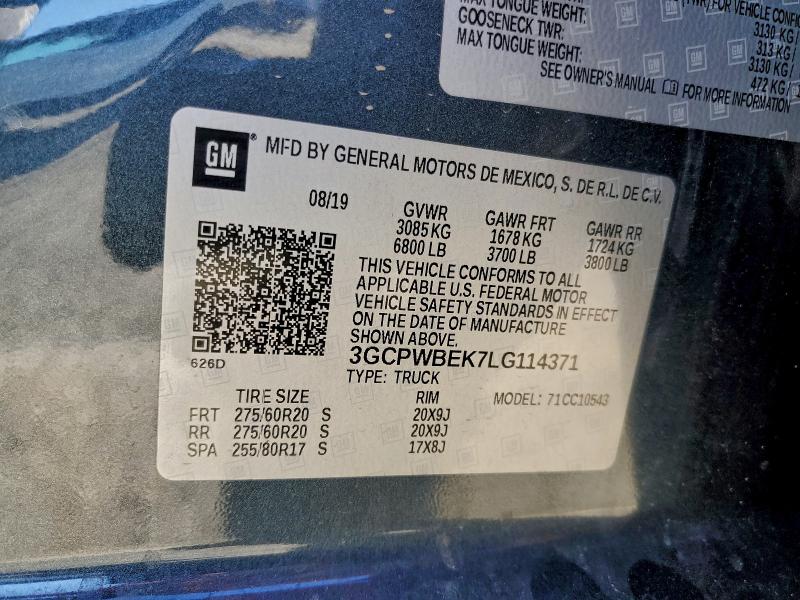 MAX TONGUE WEIGHT:
GOOSENECK TWR:
MAX TONGUE WEIGHT:
(TWR) FOR VEHICLE CONFI
3130 KG
313 KG
3130 KG
472 KG
SEE OWNER'S MANUAL FOR MORE INFORMATION
GM
® MFD BY GENERAL MOTORS DE MEXICO, S. DE R.L. DE C.V.
08/19
GVWR GAWR FRT GAWR RR
3085 KG 1678 KG 1724 KG
6800 LB 3700 LB 3800 LB
THIS VEHICLE CONFORMS TO ALL
APPLICABLE U.S. FEDERAL MOTOR
VEHICLE SAFETY STANDARDS IN EFFECT
ON THE DATE OF MANUFACTURE
SHOWN ABOVE.
3GCPWBEK7LG114371
626D
TYPE: TRUCK
TIRE SIZE RIM MODEL: 71CC10543
FRT 275/60R20 S 20X9J
RR 275/60R20 S 20X9J
SPA 255/80R17 S 17X8J